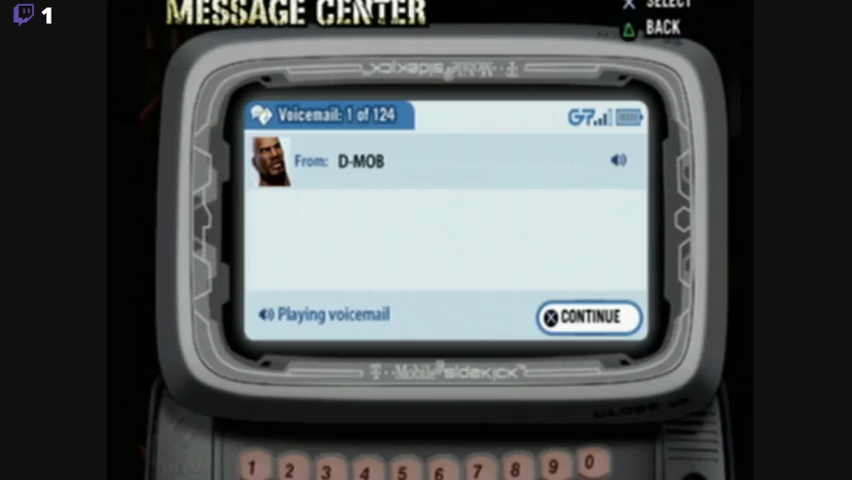 1
MESSAGE CENTER
SELECT
BACK
T··Mobile sidekick
Voicemail: 1 of 124
G7
From: D-MOB
Playing voicemail
CONTINUE
T··Mobile sidekick
1 2 3 4 5 6 7 8 9 0